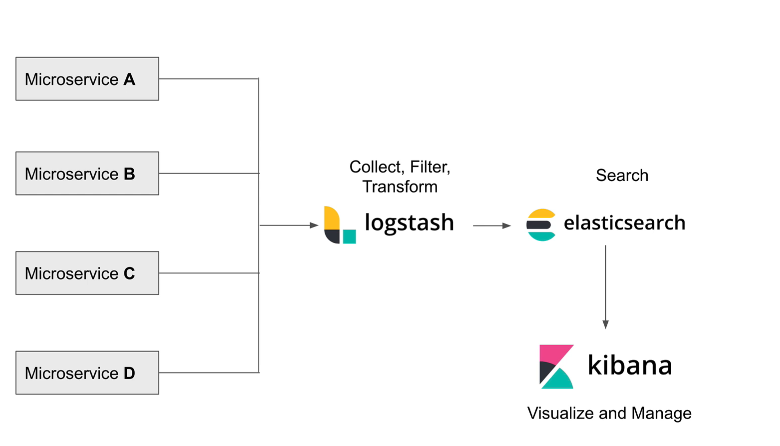 Microservice A
Microservice B
Microservice C
Microservice D
Collect, Filter,
Transform
logstash
Search
elasticsearch
kibana
Visualize and Manage